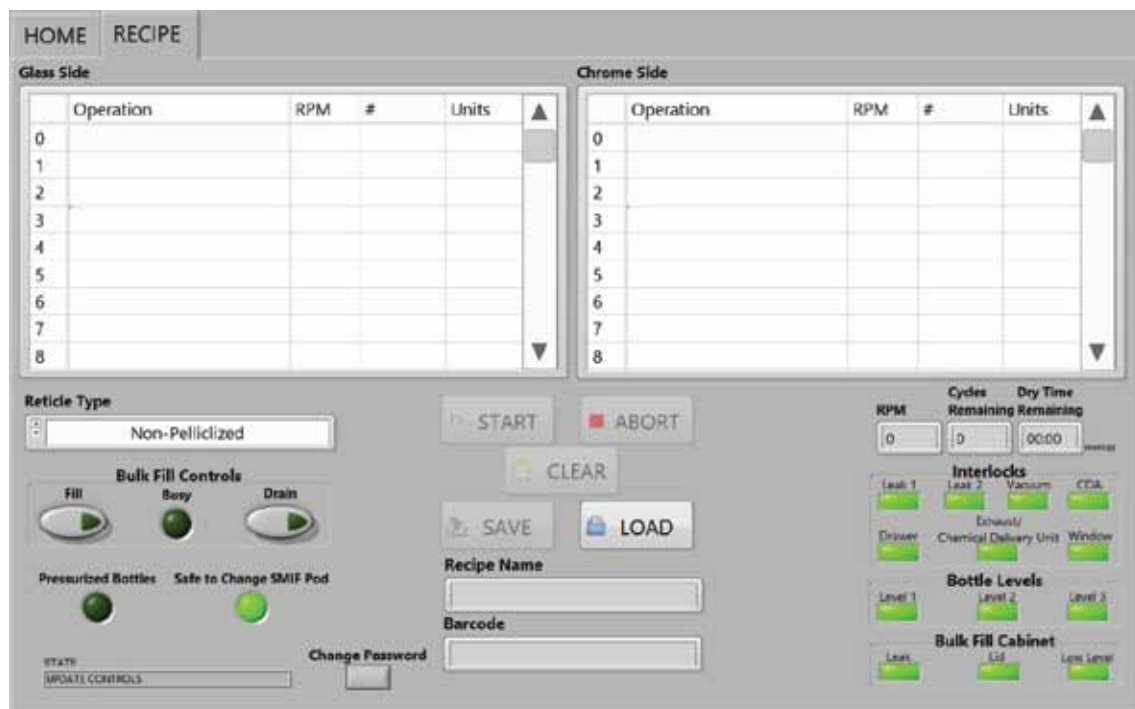 HOME RECIPE
Glass Side Chrome Side
Operation RPM # Units Operation RPM # Units
0 0
1 1
2 2
3 3
4 4
5 5
6 6
7 7
8 8
Reticle Type
Non-Pelliclized
START ABORT
CLEAR
SAVE LOAD
Cycles Dry Time
RPM Remaining Remaining
0 0 00:00
Bulk Fill Controls
Fill Busy Drain
Interlocks
Leak 1 Leak 2 Vacuum CDA
Exhaust/
Drawer Chemical Delivery Unit Window
Pressurized Bottles Safe to Change SMIF Pod
Recipe Name
Barcode
Bottle Levels
Level 1 Level 2 Level 3
Bulk Fill Cabinet
Leak Lid Low Level
STATE
UPDATE CONTROLS
Change Password